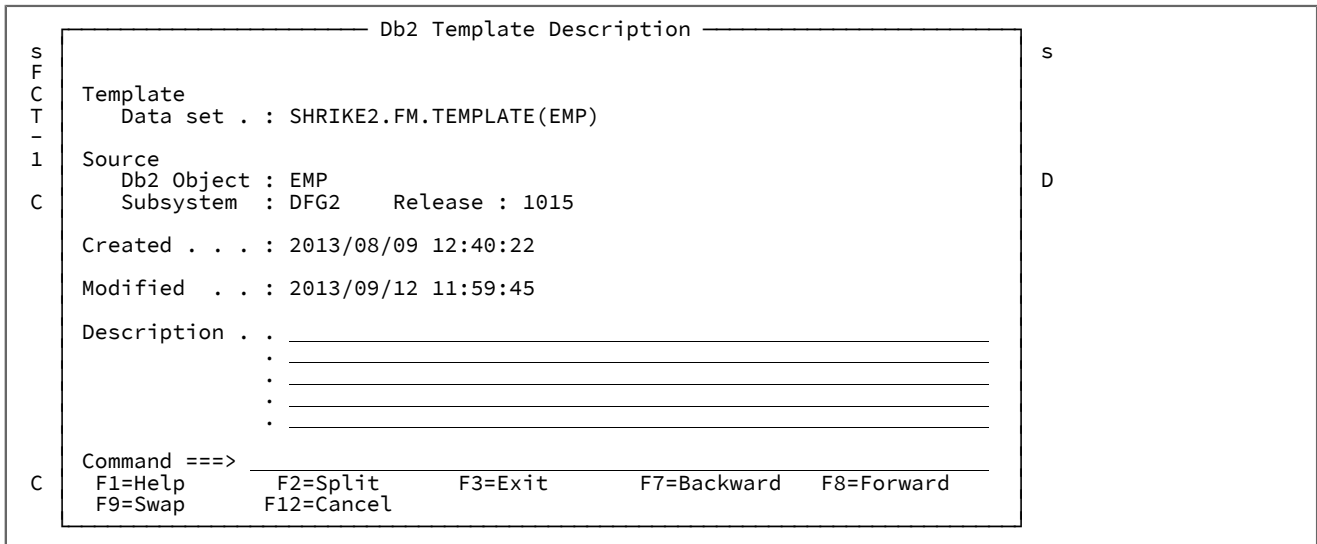 Db2 Template Description
s s
F
C Template
T Data set . : SHRIKE2.FM.TEMPLATE(EMP)
-
1 Source
Db2 Object : EMP D
C Subsystem : DFG2 Release : 1015
Created . . . : 2013/08/09 12:40:22
Modified . . : 2013/09/12 11:59:45
Description . .
.
.
.
.
Command ===>
C F1=Help F2=Split F3=Exit F7=Backward F8=Forward
F9=Swap F12=Cancel